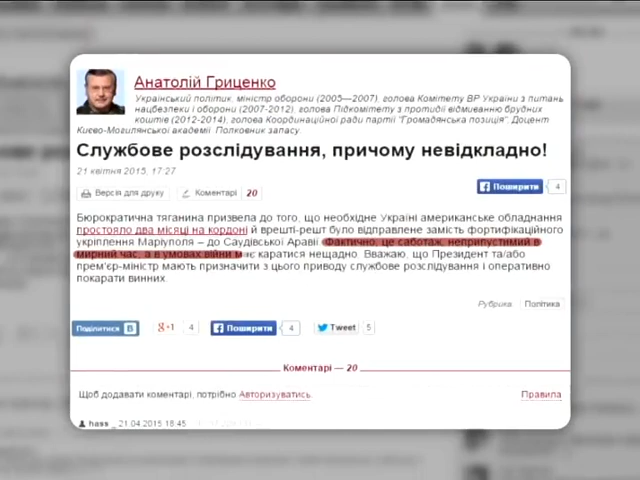 Анатолій Гриценко
Український політик, міністр оборони (2005—2007), голова Комітету ВР України з питань
нацбезпеки і оборони (2007-2012), голова Підкомітету з протидії відмиванню брудних
коштів (2012-2014), голова Координаційної ради партії "Громадянська позиція". Доцент
Києво-Могилянської академії. Полковник запасу.
Службове розслідування, причому невідкладно!
21 квітня 2015, 17:27
Версія для друку Коментарі 20 Поширити 4
Бюрократична тяганина призвела до того, що необхідне Україні американське обладнання
простояло два місяці на кордоні й врешті-решт було відправлене замість фортифікаційного
укріплення Маріуполя – до Саудівської Аравії. Фактично, це саботаж, неприпустимий в
мирний час, а в умовах війни має каратися нещадно. Вважаю, що Президент та/або
прем'єр-міністр мають призначити з цього приводу службове розслідування і оперативно
покарати винних.
Рубрика: Політика
Поделиться В g+1 4 Поширити 4 Tweet 5
Коментарі — 20
Щоб додавати коментарі, потрібно Авторизуватись. Правила
hass _ 21.04.2015 18:45